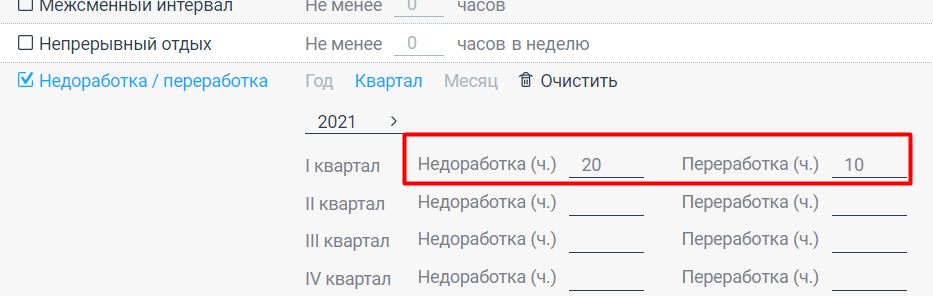 Межсменный интервал Не менее 0 часов
Непрерывный отдых Не менее 0 часов в неделю
Недоработка / переработка Год Квартал Месяц Очистить
2021 >
I квартал Недоработка (ч.) 20 Переработка (ч.) 10
II квартал Недоработка (ч.) Переработка (ч.)
III квартал Недоработка (ч.) Переработка (ч.)
IV квартал Недоработка (ч.) Переработка (ч.)